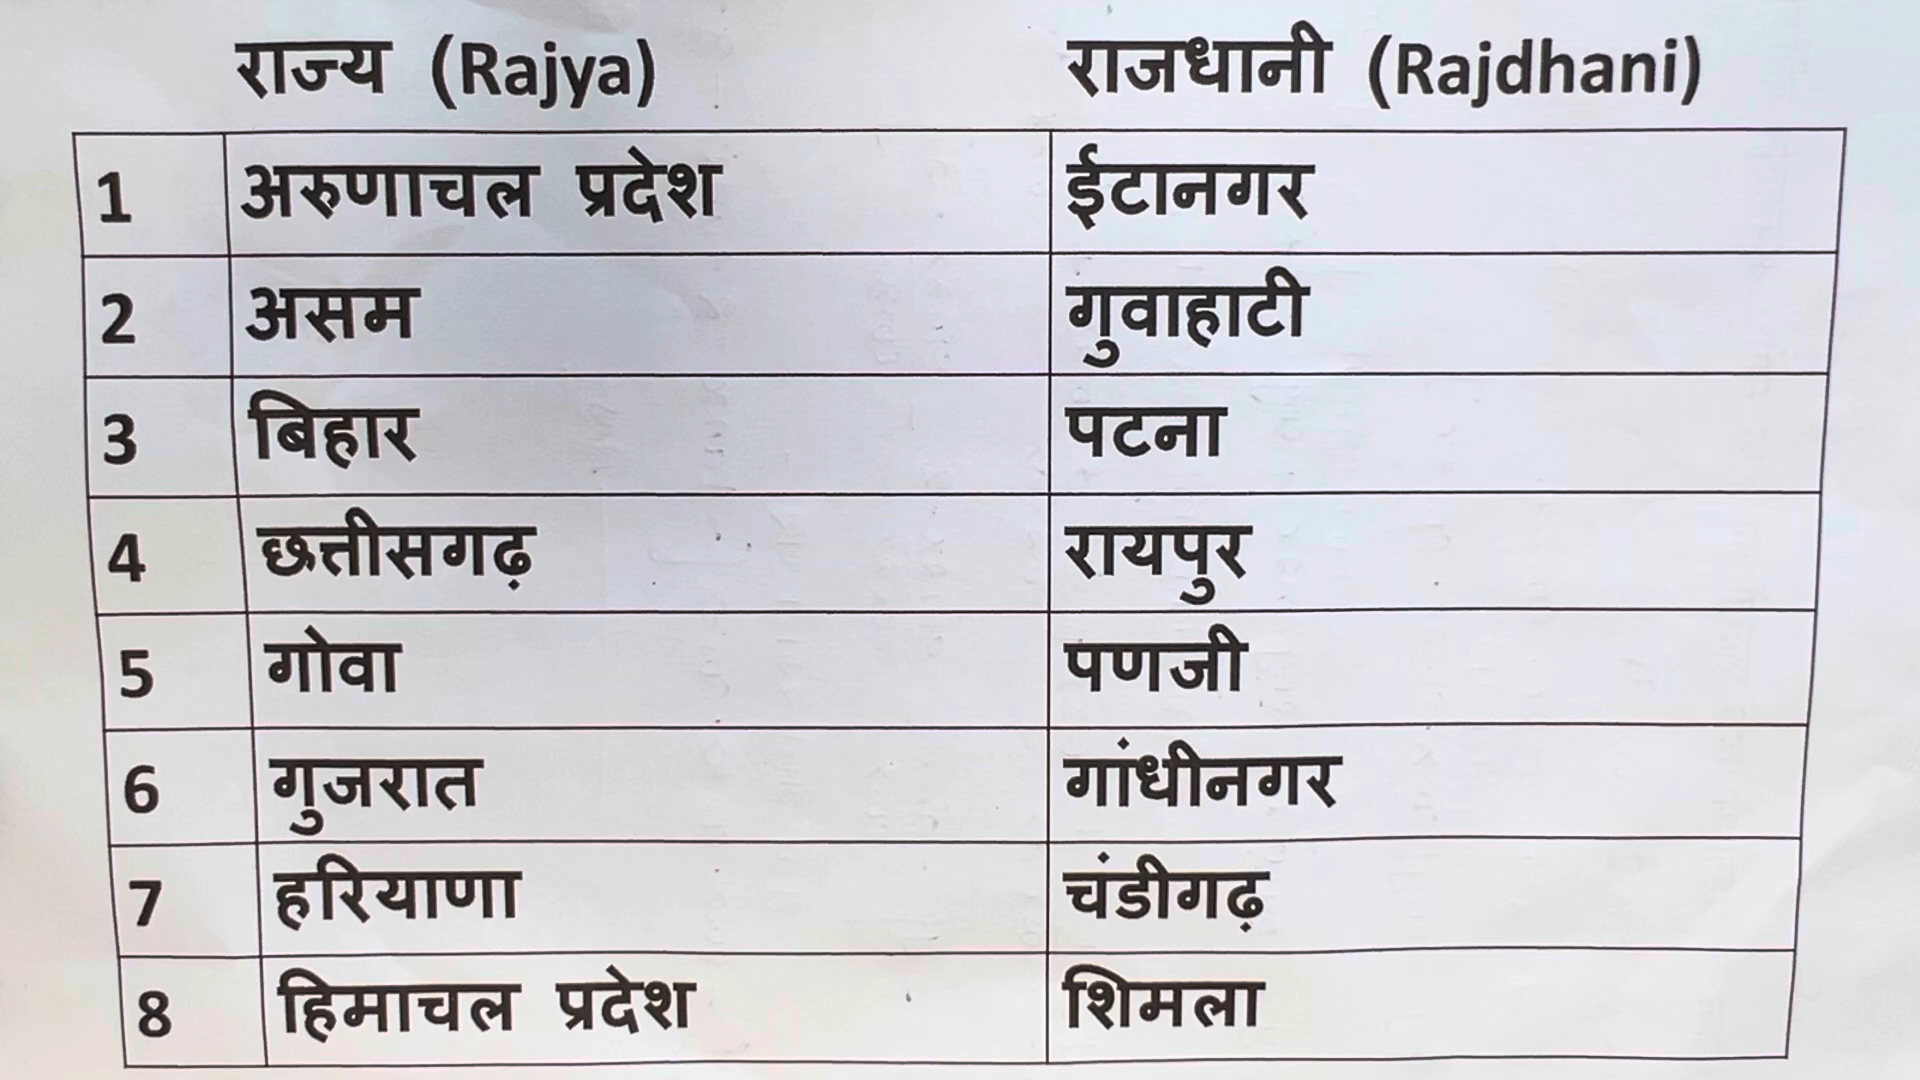 राज्य (Rajya) राजधानी (Rajdhani)
1 अरुणाचल प्रदेश ईटानगर
2 असम गुवाहाटी
3 बिहार पटना
4 छत्तीसगढ़ रायपुर
5 गोवा पणजी
6 गुजरात गांधीनगर
7 हरियाणा चंडीगढ़
8 हिमाचल प्रदेश शिमला